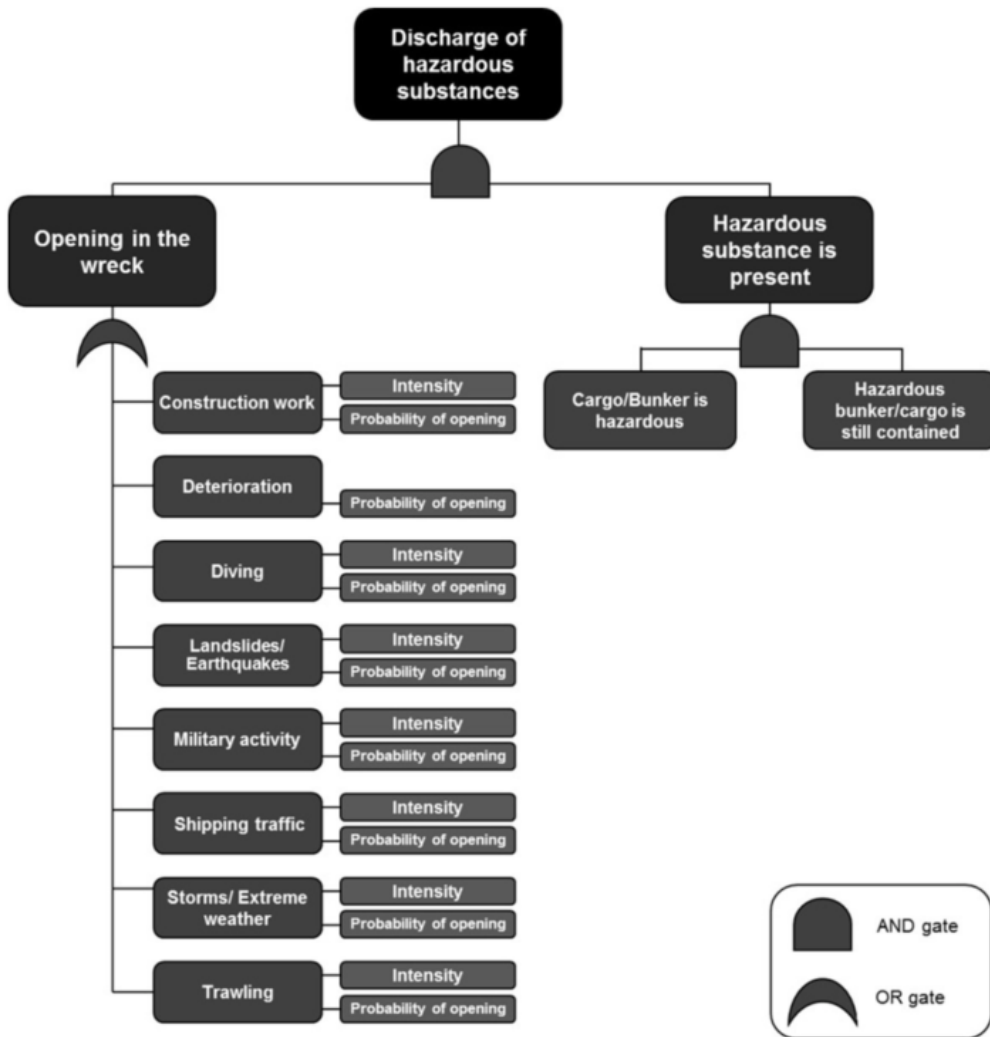 Discharge of
hazardous
substances
Opening in the
wreck
Hazardous
substance is
present
Construction work
Intensity
Probability of opening
Cargo/Bunker is
hazardous
Hazardous
bunker/cargo is
still contained
Deterioration
Probability of opening
Diving
Intensity
Probability of opening
Landslides/
Earthquakes
Intensity
Probability of opening
Military activity
Intensity
Probability of opening
Shipping traffic
Intensity
Probability of opening
Storms/ Extreme
weather
Intensity
Probability of opening
Trawling
Intensity
Probability of opening
AND gate
OR gate